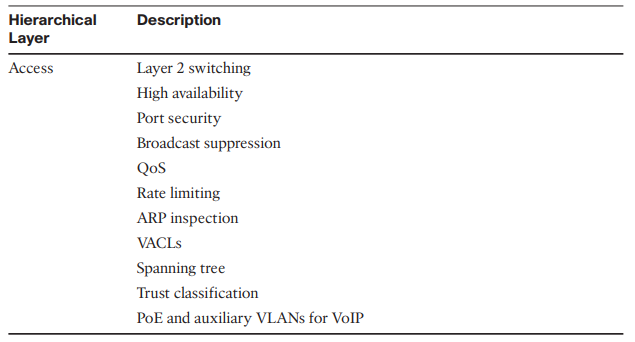 Hierarchical Description
Layer
Access Layer 2 switching
High availability
Port security
Broadcast suppression
QoS
Rate limiting
ARP inspection
VACLs
Spanning tree
Trust classification
PoE and auxiliary VLANs for VoIP